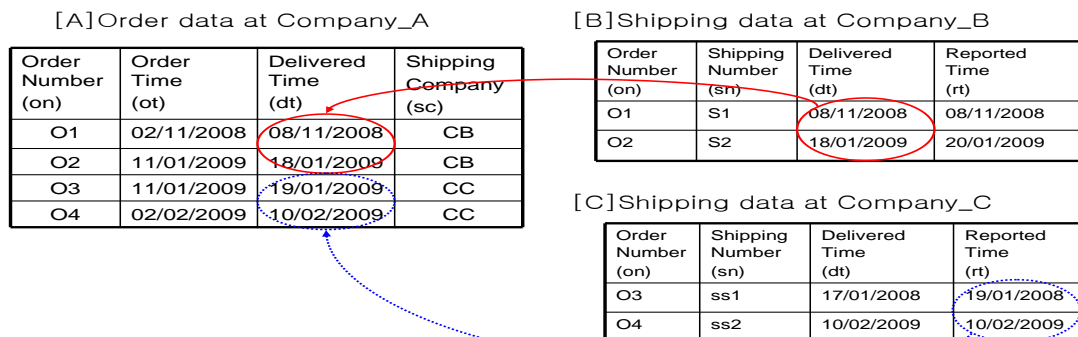 [A]Order data at Company_A
Order Number (on) Order Time (ot) Delivered Time (dt) Shipping Company (sc)
O1 02/11/2008 08/11/2008 CB
O2 11/01/2009 18/01/2009 CB
O3 11/01/2009 19/01/2009 CC
O4 02/02/2009 10/02/2009 CC
[B]Shipping data at Company_B
Order Number (on) Shipping Number (sn) Delivered Time (dt) Reported Time (rt)
O1 S1 08/11/2008 08/11/2008
O2 S2 18/01/2009 20/01/2009
[C]Shipping data at Company_C
Order Number (on) Shipping Number (sn) Delivered Time (dt) Reported Time (rt)
O3 ss1 17/01/2008 19/01/2008
O4 ss2 10/02/2009 10/02/2009